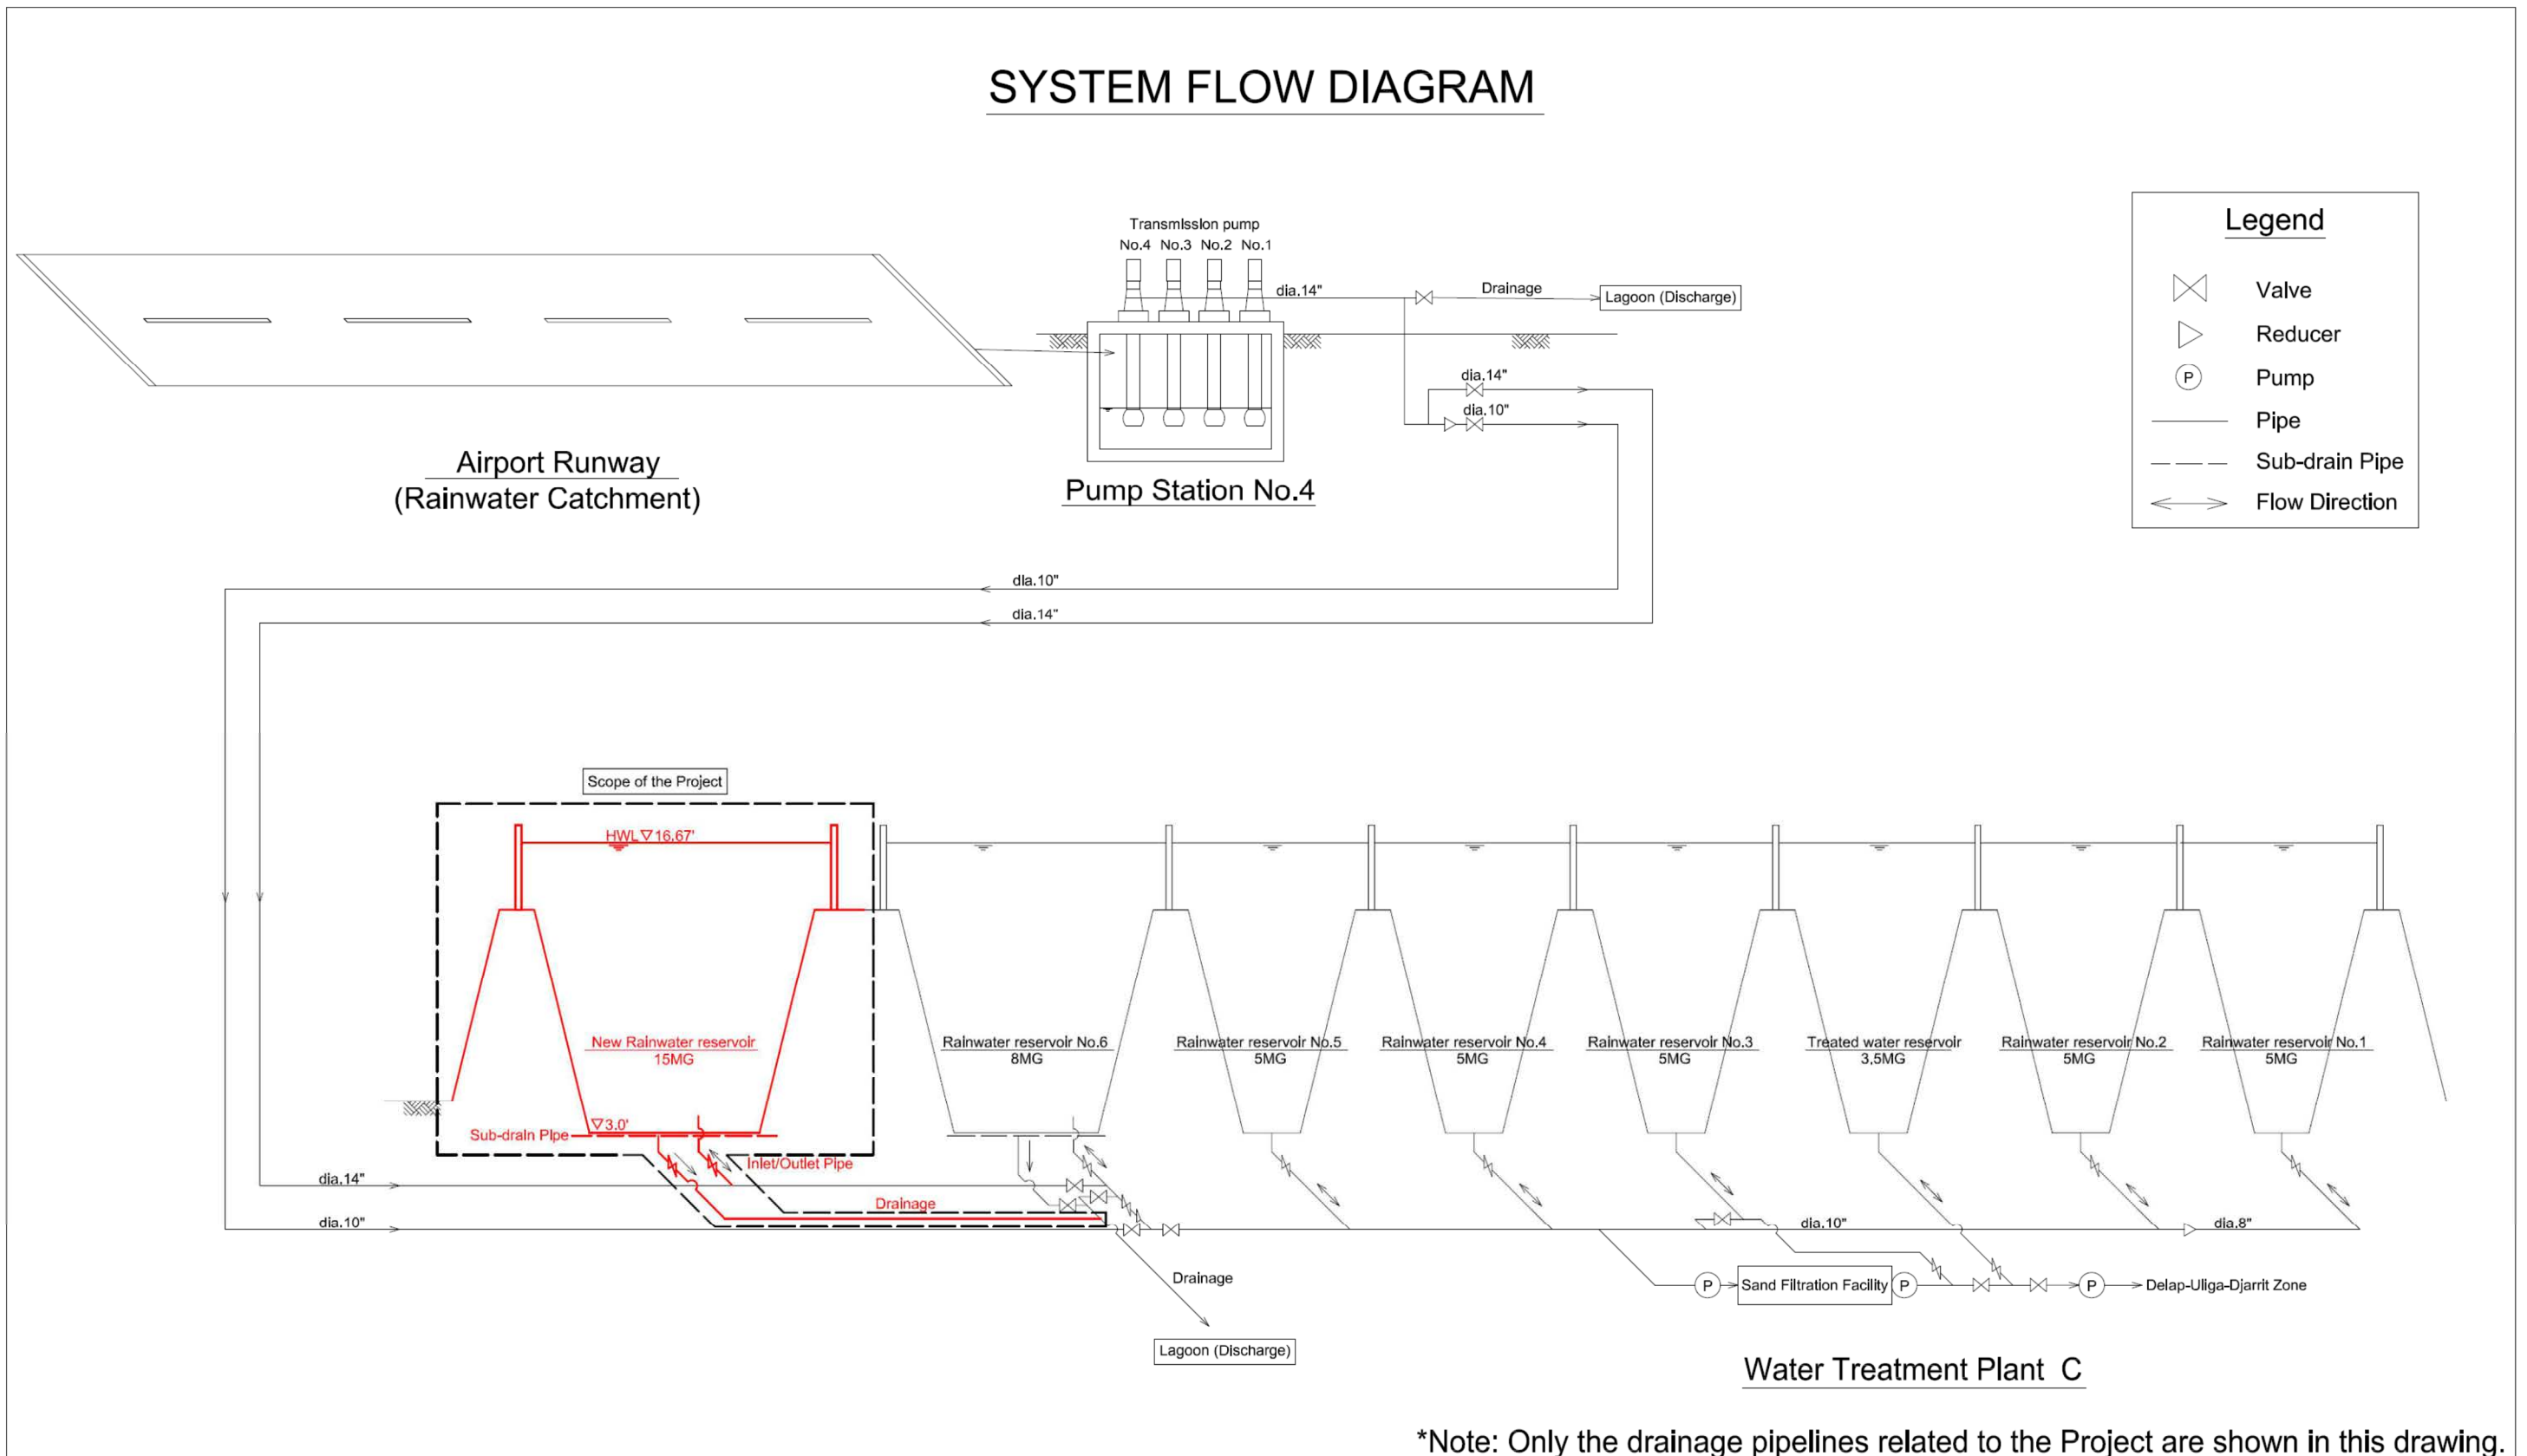 SYSTEM FLOW DIAGRAM
Transmission pump
No.4 No.3 No.2 No.1
dia.14"
Drainage
Lagoon (Discharge)
dia.14"
dia.10"
Airport Runway
(Rainwater Catchment)
Pump Station No.4
Legend
Valve
Reducer
P Pump
Pipe
Sub-drain Pipe
Flow Direction
dia.10"
dia.14"
Scope of the Project
HWL▽16.67'
New Rainwater reservoir
15MG
Rainwater reservoir No.6
8MG
Rainwater reservoir No.5
5MG
Rainwater reservoir No.4
5MG
Rainwater reservoir No.3
5MG
Treated water reservoir
3,5MG
Rainwater reservoir No.2
5MG
Rainwater reservoir No.1
5MG
▽3.0'
Sub-drain Pipe
Inlet/Outlet Pipe
dia.14"
Drainage
dia.10"
dia.10"
dia.8"
Drainage
P
Sand Filtration Facility
P
P
Delap-Uliga-Djarrit Zone
Lagoon (Discharge)
Water Treatment Plant C
*Note: Only the drainage pipelines related to the Project are shown in this drawing.